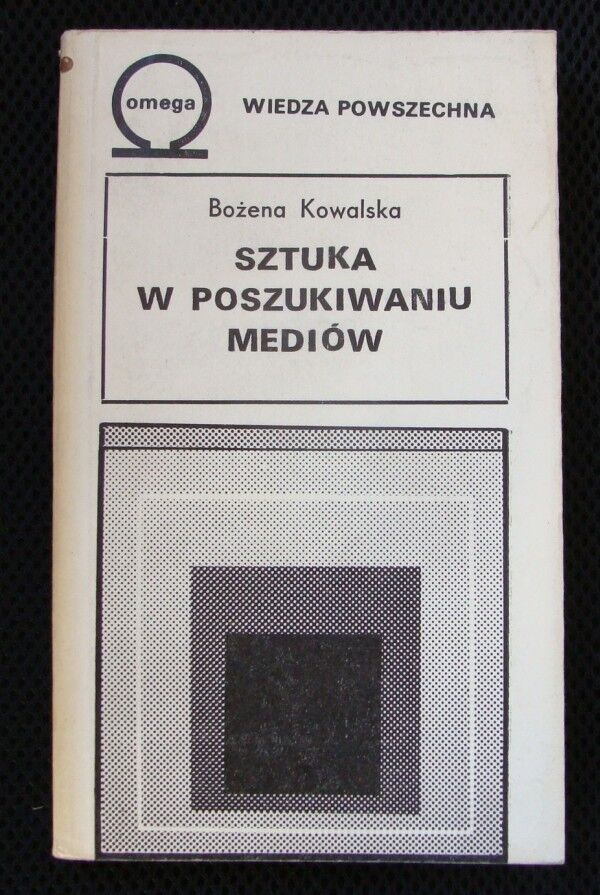 omega
WIEDZA POWSZECHNA
Bożena Kowalska
SZTUKA
W POSZUKIWANIU
MEDIÓW